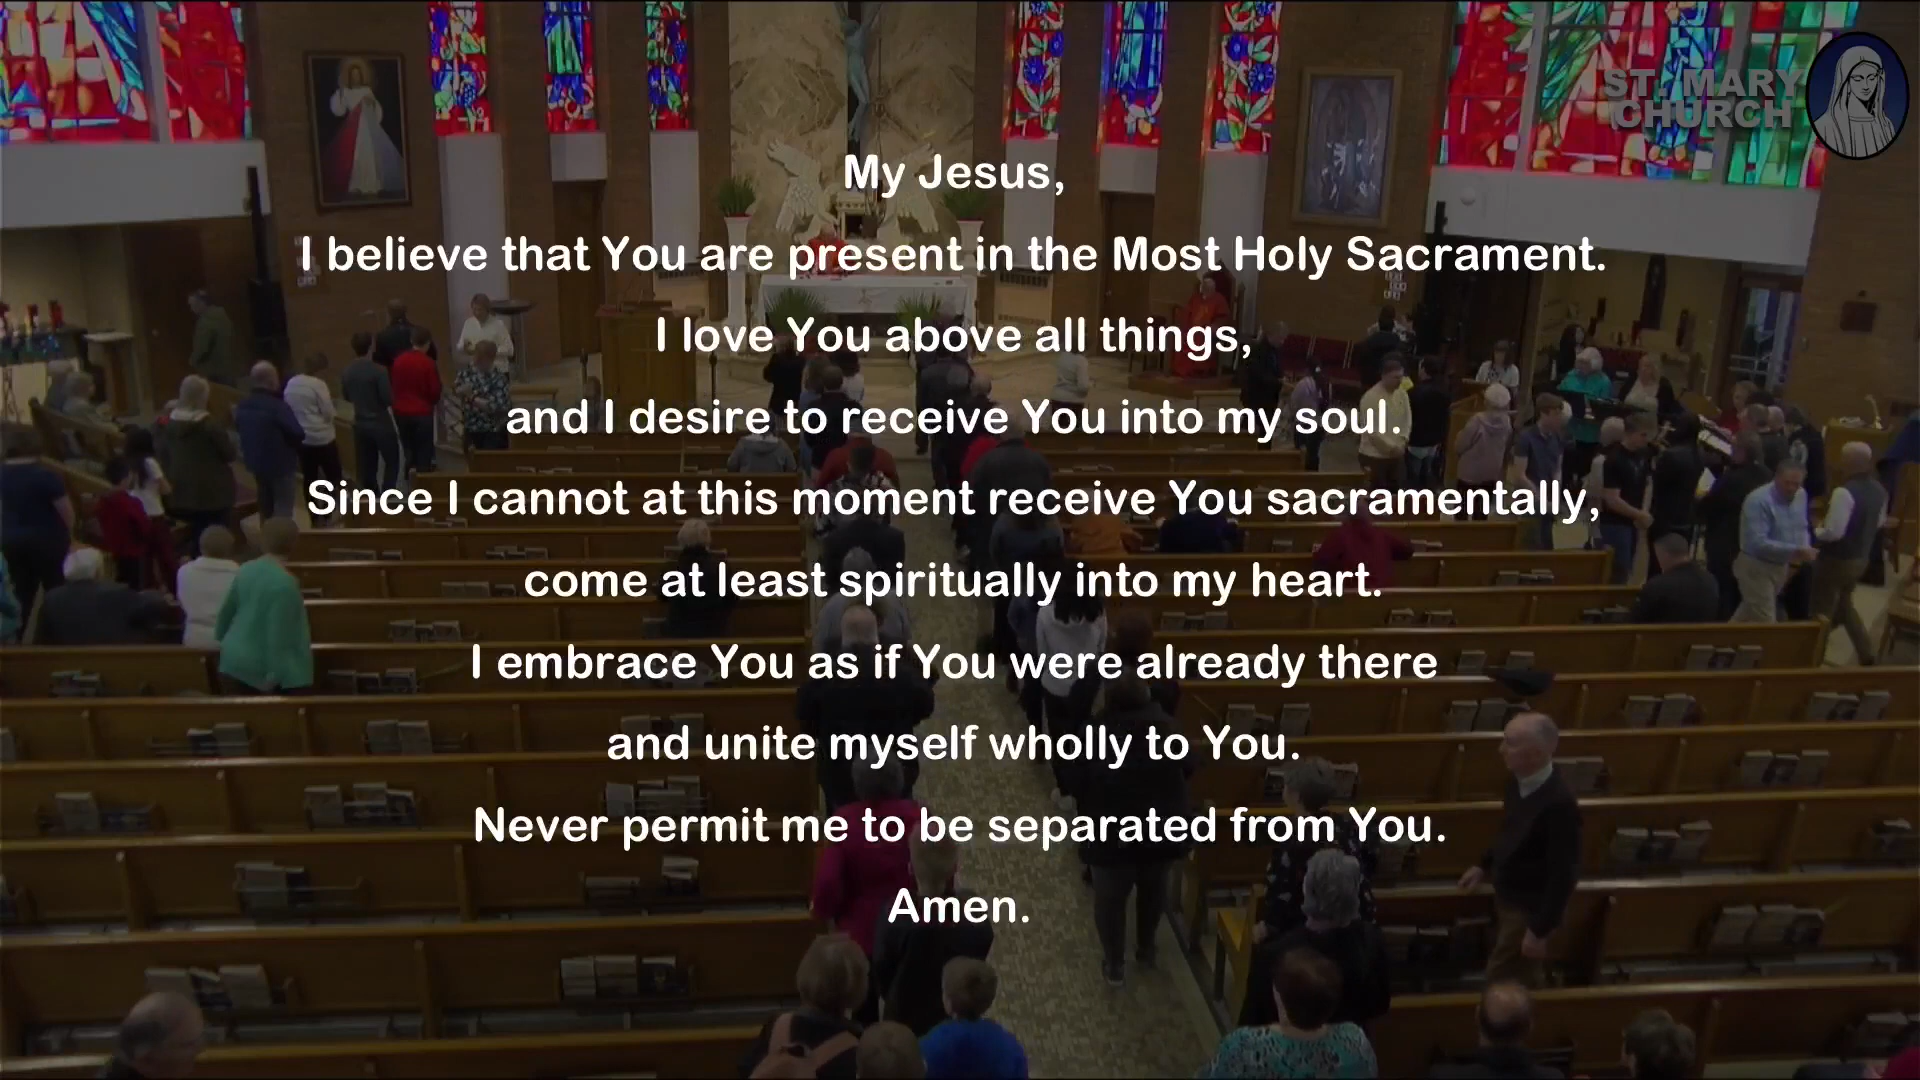 ST. MARY
CHURCH
My Jesus,
I believe that You are present in the Most Holy Sacrament.
I love You above all things,
and I desire to receive You into my soul.
Since I cannot at this moment receive You sacramentally,
come at least spiritually into my heart.
I embrace You as if You were already there
and unite myself wholly to You.
Never permit me to be separated from You.
Amen.